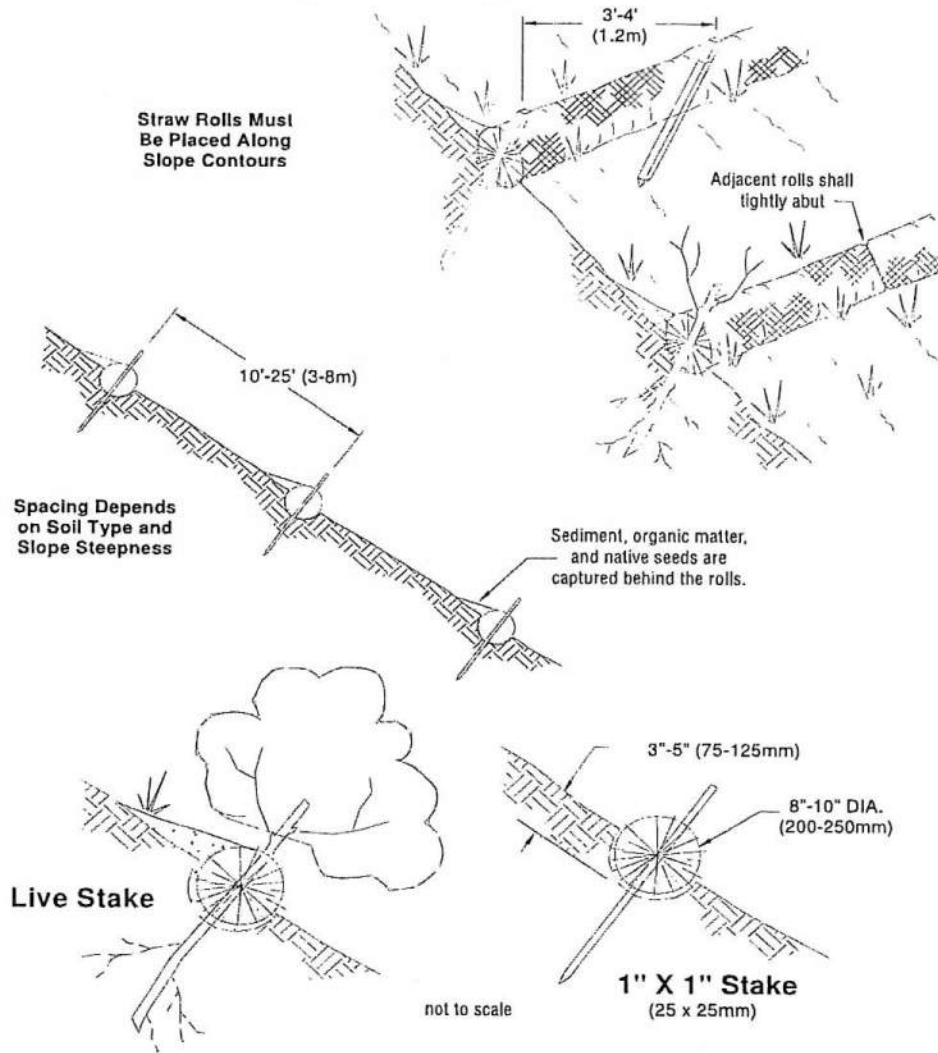 3'-4'
(1.2m)
Straw Rolls Must
Be Placed Along
Slope Contours
Adjacent rolls shall
tightly abut
10'-25' (3-8m)
Spacing Depends
on Soil Type and
Slope Steepness
Sediment, organic matter,
and native seeds are
captured behind the rolls.
3"-5" (75-125mm)
8"-10" DIA.
(200-250mm)
Live Stake
1" X 1" Stake
(25 x 25mm)
not to scale